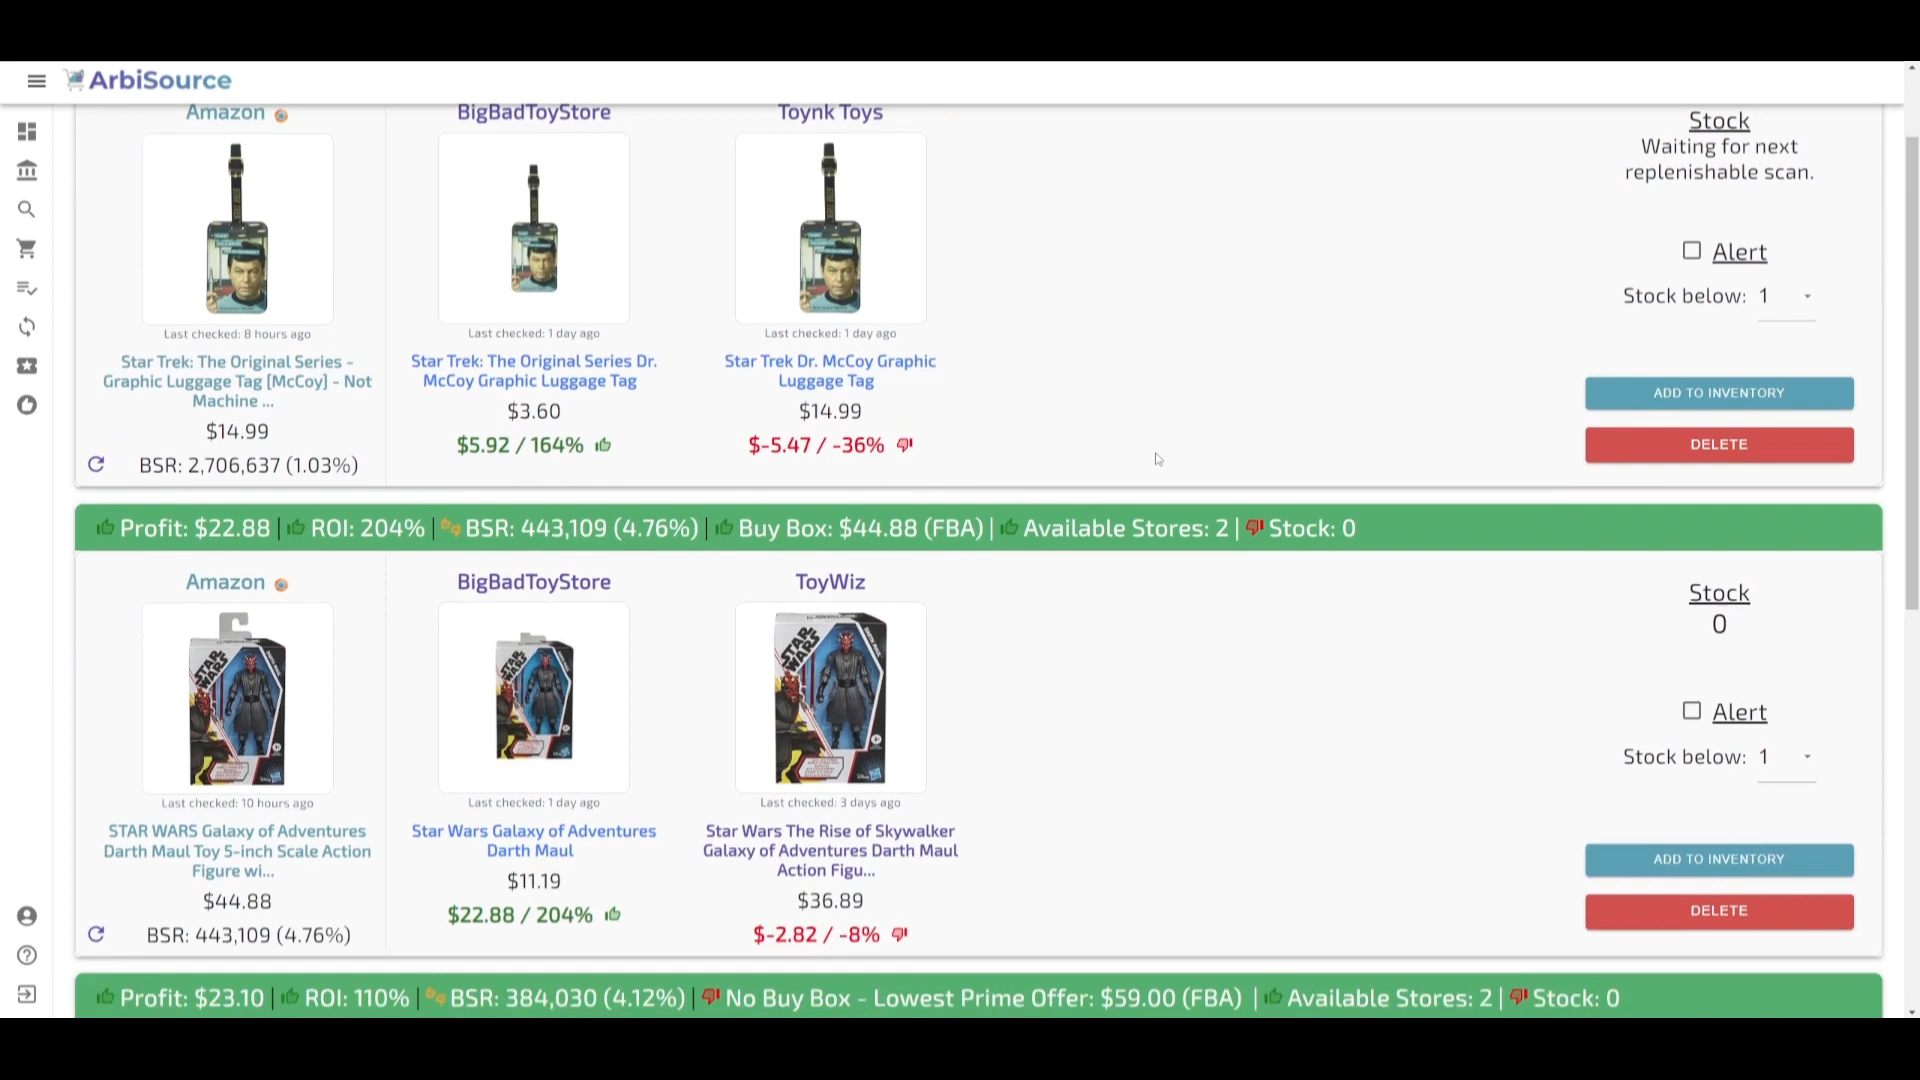 ArbiSource
Amazon
BigBadToyStore
Toynk Toys
Last checked: 8 hours ago
Star Trek: The Original Series -
Graphic Luggage Tag [McCoy] - Not
Machine ...
$14.99
BSR: 2,706,637 (1.03%)
Last checked: 1 day ago
Star Trek: The Original Series Dr.
McCoy Graphic Luggage Tag
$3.60
$5.92 / 164%
Last checked: 1 day ago
Star Trek Dr. McCoy Graphic
Luggage Tag
$14.99
$-5.47 / -36%
Stock
Waiting for next
replenishable scan.
Alert
Stock below: 1
ADD TO INVENTORY
DELETE
Profit: $22.88 | ROI: 204% | BSR: 443,109 (4.76%) | Buy Box: $44.88 (FBA) | Available Stores: 2 | Stock: 0
Amazon
BigBadToyStore
ToyWiz
STAR WARS
STAR WARS
STAR WARS
Last checked: 10 hours ago
STAR WARS Galaxy of Adventures
Darth Maul Toy 5-inch Scale Action
Figure wi...
$44.88
BSR: 443,109 (4.76%)
Last checked: 1 day ago
Star Wars Galaxy of Adventures
Darth Maul
$11.19
$22.88 / 204%
Last checked: 3 days ago
Star Wars The Rise of Skywalker
Galaxy of Adventures Darth Maul
Action Figu...
$36.89
$-2.82 / -8%
Stock
0
Alert
Stock below: 1
ADD TO INVENTORY
DELETE
Profit: $23.10 | ROI: 110% | BSR: 384,030 (4.12%) | No Buy Box - Lowest Prime Offer: $59.00 (FBA) | Available Stores: 2 | Stock: 0